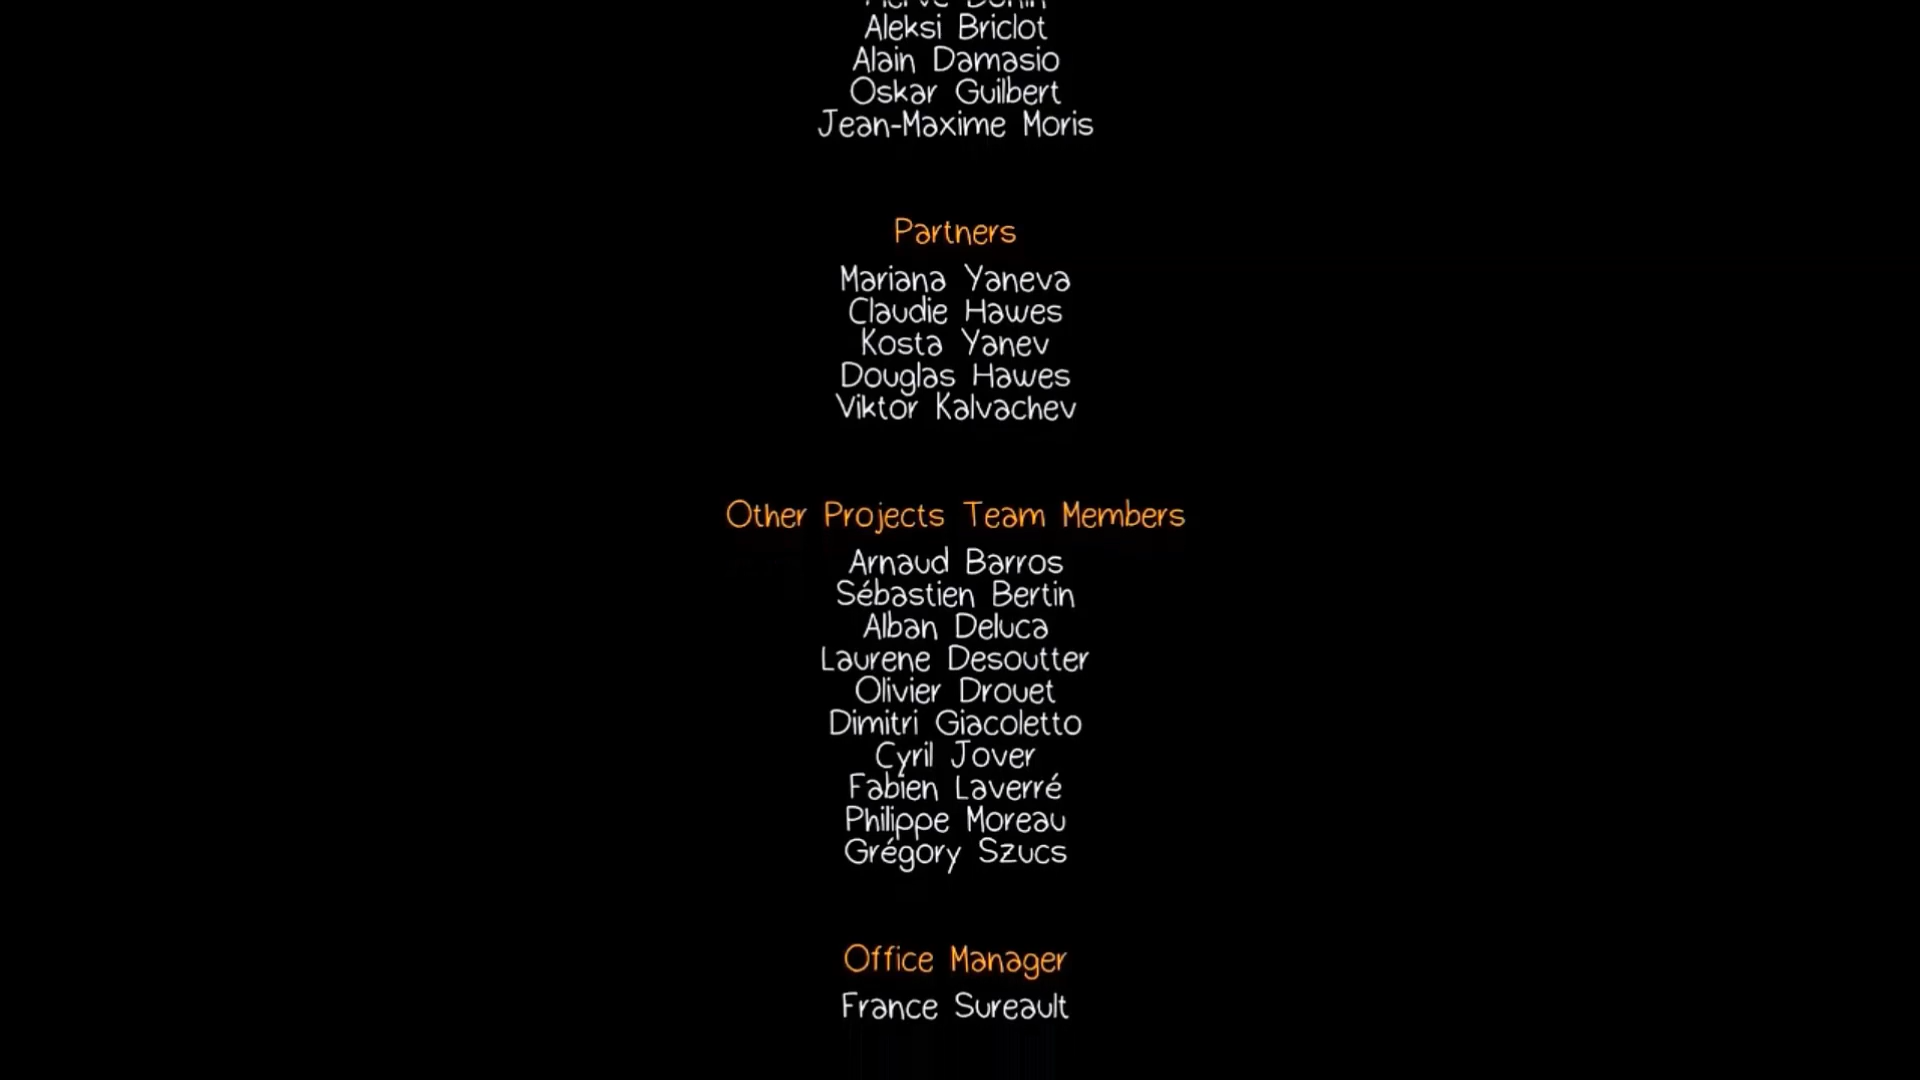 Aleksi Briclot
Alain Damasio
Oskar Guilbert
Jean-Maxime Moris
Partners
Mariana Yaneva
Claudie Hawes
Kosta Yanev
Douglas Hawes
Viktor Kalvachev
Other Projects Team Members
Arnaud Barros
Sébastien Bertin
Alban Deluca
Laurene Desoutter
Olivier Drouet
Dimitri Giacoletto
Cyril Jover
Fabien Laverré
Philippe Moreau
Grégory Szucs
Office Manager
France Sureault